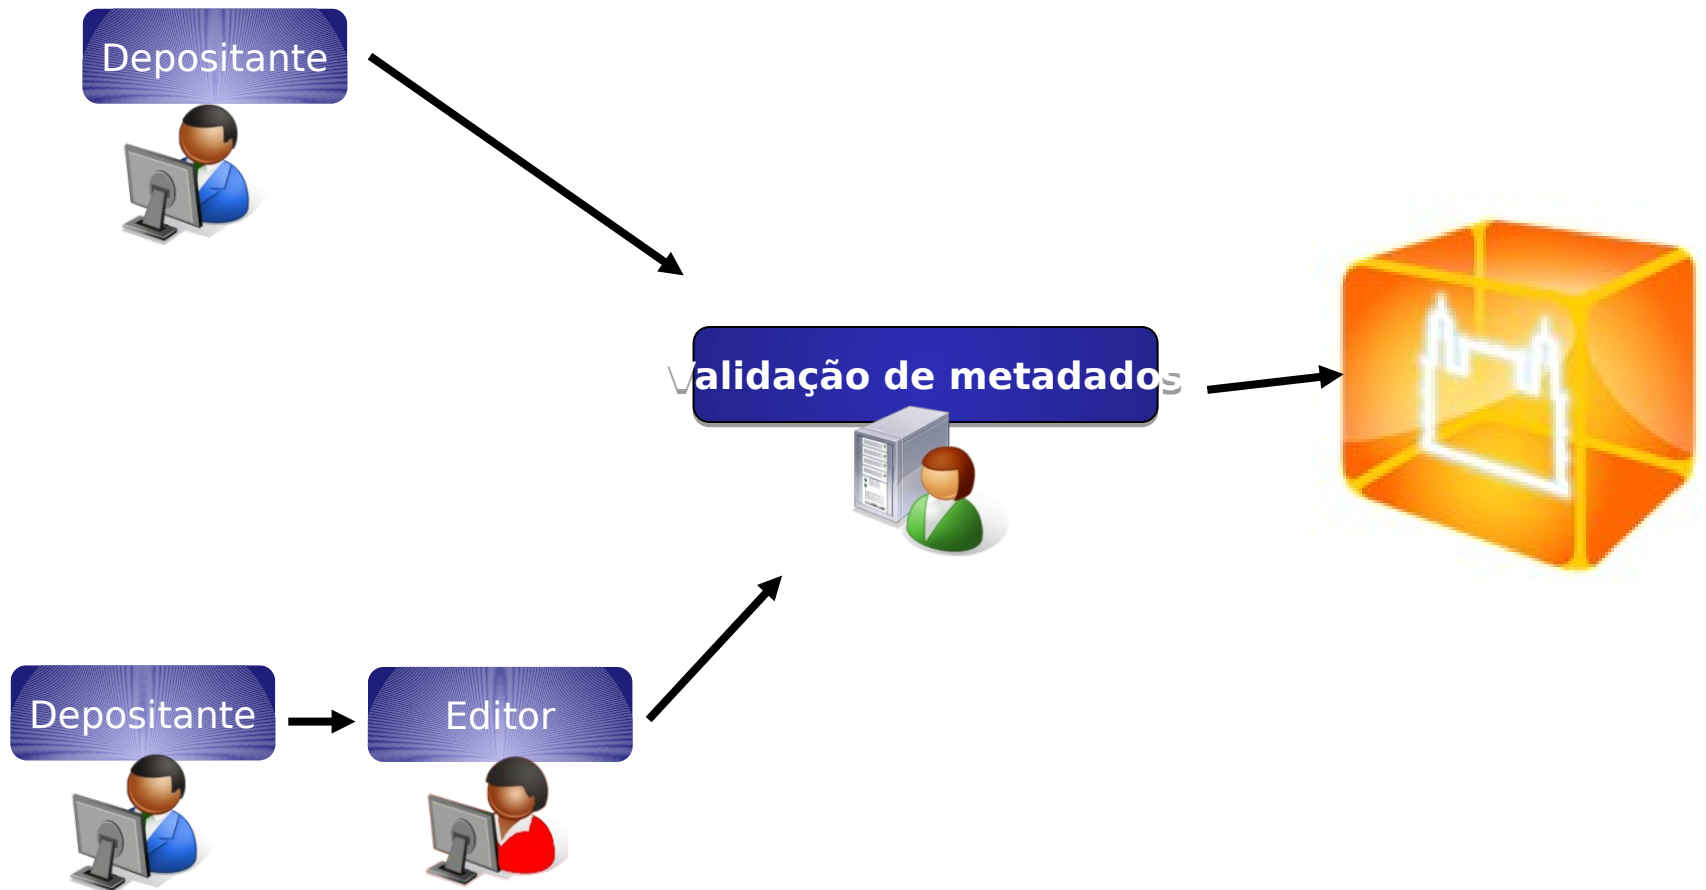 Depositante
Validação de metadados
Depositante
Editor